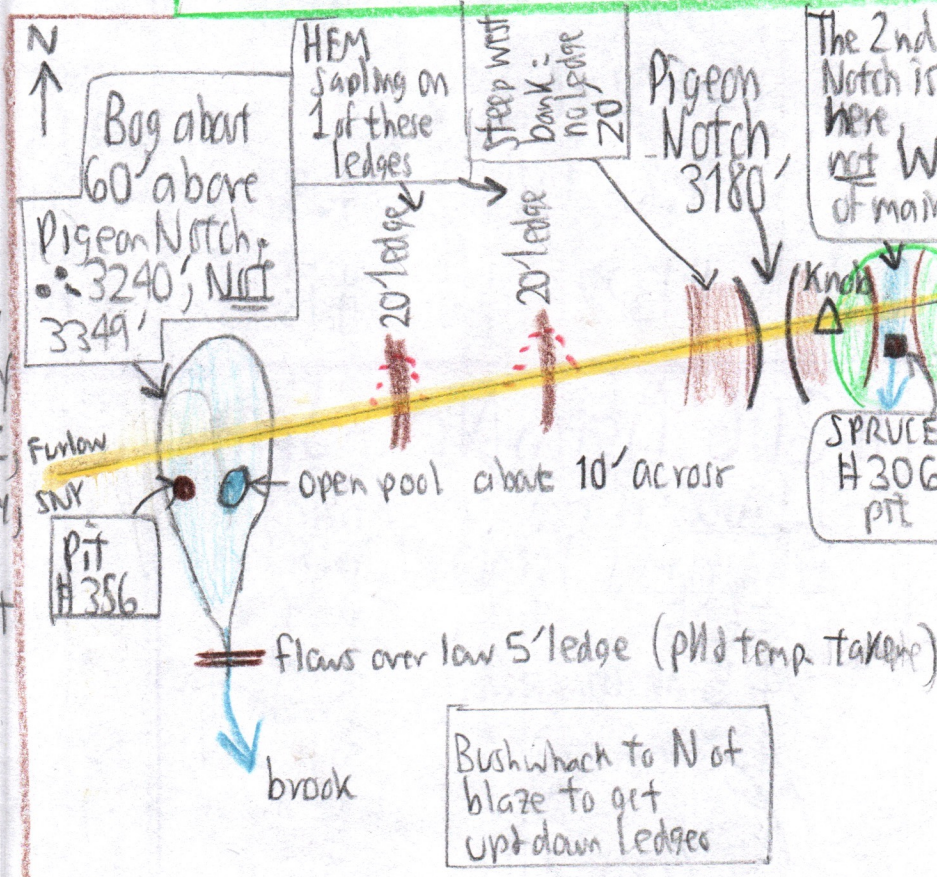 N
Bog about
60' above
Pigeon Notch,
∴ 3240', Not
3349'
HEM
sapling on
1 of these
ledges
20' ledge
20' ledge
steep west
bank =
no ledge
20'
Pigeon
Notch
3180'
The 2nd
Notch is
here
not W
of main
Knob
Furlow
SNY
Pit
#356
open pool about 10' across
SPRUCE
#306
pit
flows over low 5' ledge (pH & temp. taken)
brook
Bushwhack to N of
blaze to get
up + down ledges